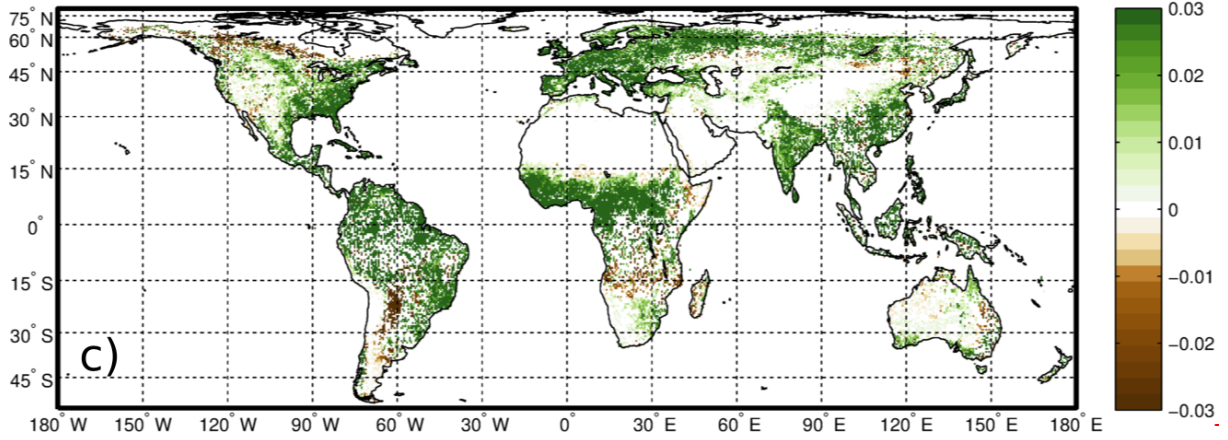 75° N
60° N
45° N
30° N
15° N
0°
15° S
30° S
45° S
c)
180° W 150° W 120° W 90° W 60° W 30° W 0° 30° E 60° E 90° E 120° E 150° E 180° E
0.03
0.02
0.01
0
−0.01
−0.02
−0.03